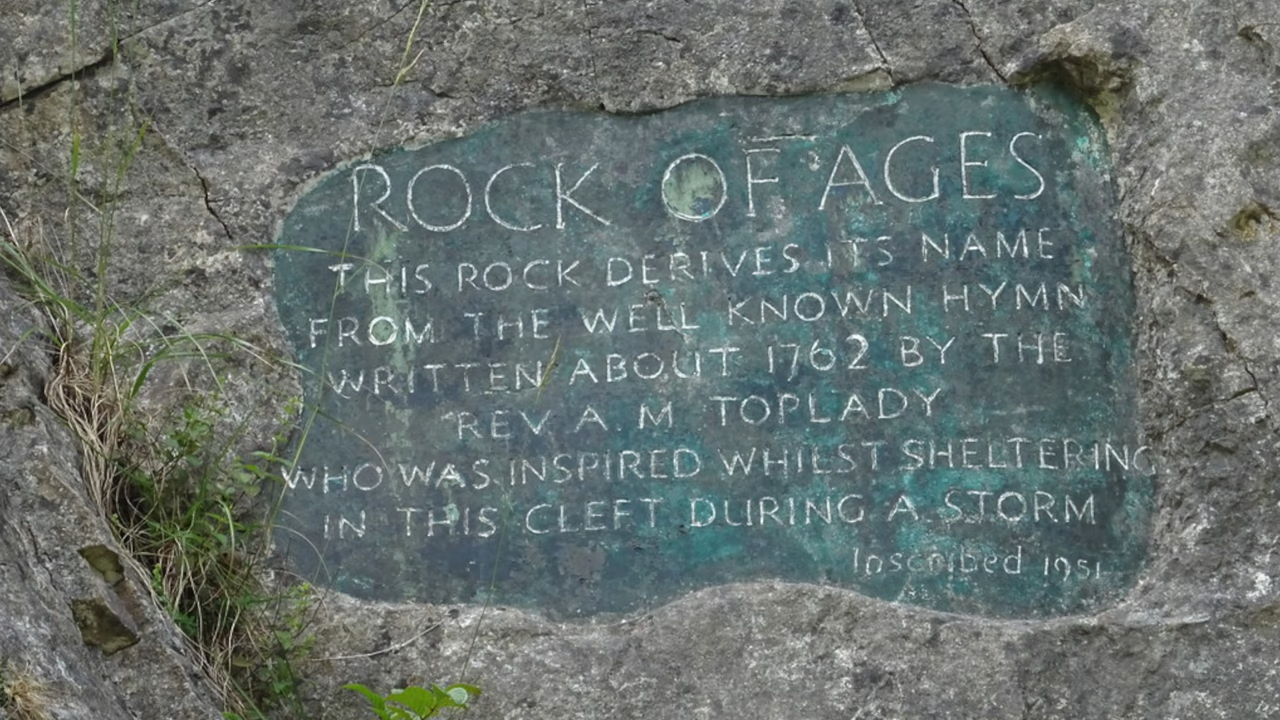 ROCK OF AGES
THIS ROCK DERIVES ITS NAME
FROM THE WELL KNOWN HYMN
WRITTEN ABOUT 1762 BY THE
REV A. M TOPLADY
WHO WAS INSPIRED WHILST SHELTERING
IN THIS CLEFT DURING A STORM
Inscribed 1951